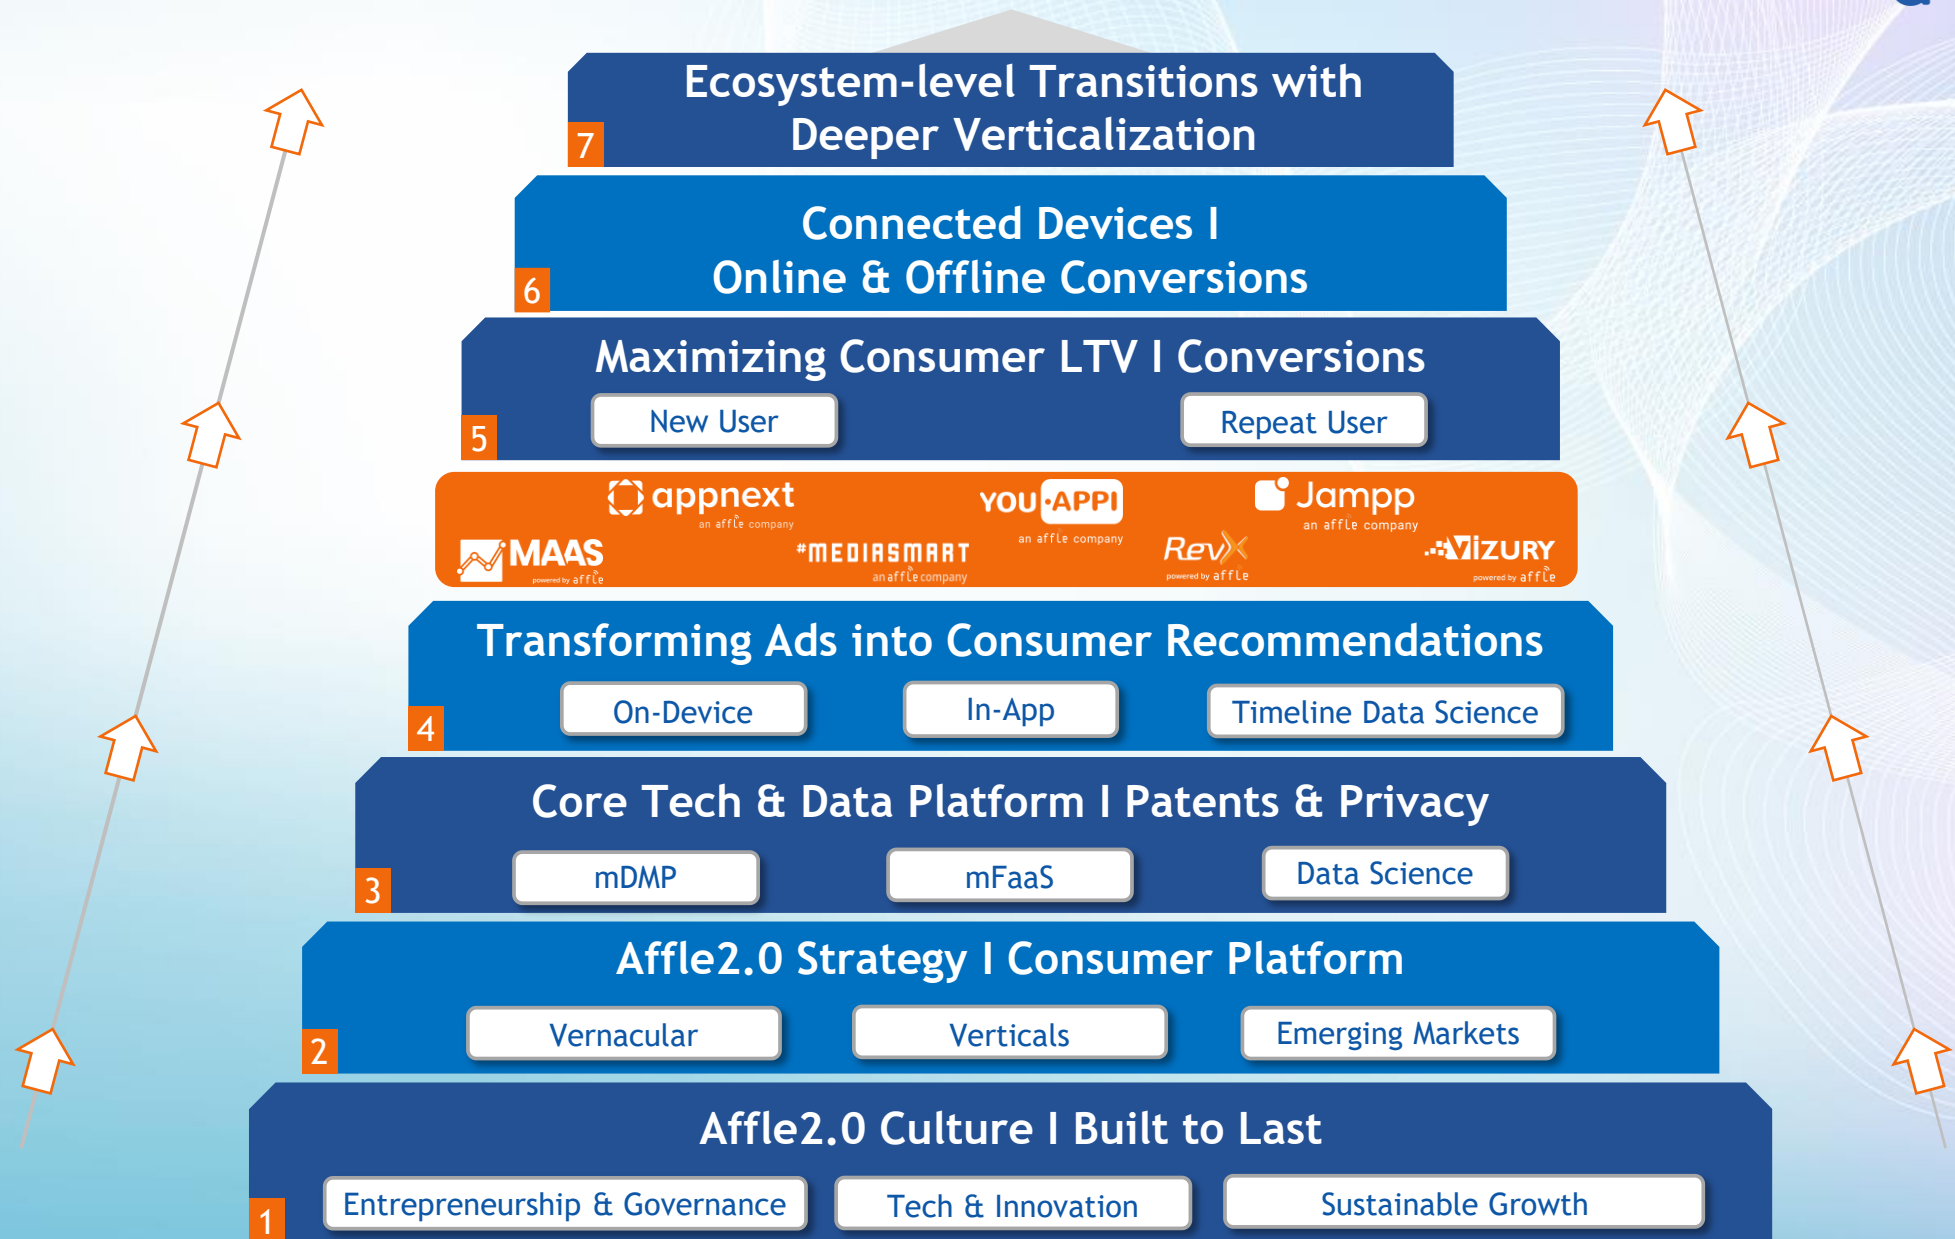 Ecosystem-level Transitions with
Deeper Verticalization
7
Connected Devices I
Online & Offline Conversions
6
Maximizing Consumer LTV I Conversions
New User
Repeat User
5
appnext
an affle company
YOU·APPI
an affle company
Jampp
an affle company
MAAS
powered by affle
#MEDIASMART
an affle company
RevX
powered by affle
VIZURY
powered by affle
Transforming Ads into Consumer Recommendations
On-Device
In-App
Timeline Data Science
4
Core Tech & Data Platform I Patents & Privacy
mDMP
mFaaS
Data Science
3
Affle2.0 Strategy I Consumer Platform
Vernacular
Verticals
Emerging Markets
2
Affle2.0 Culture I Built to Last
Entrepreneurship & Governance
Tech & Innovation
Sustainable Growth
1